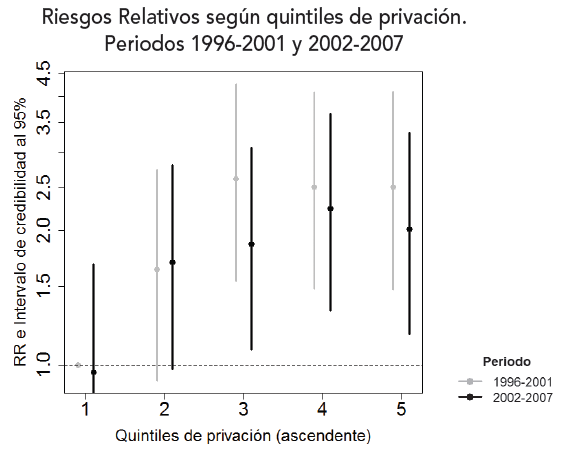 Riesgos Relativos según quintiles de privación.
Periodos 1996-2001 y 2002-2007
RR e Intervalo de credibilidad al 95%
4.5
3.5
2.5
2.0
1.5
1.0
1 2 3 4 5
Quintiles de privación (ascendente)
Periodo
1996-2001
2002-2007